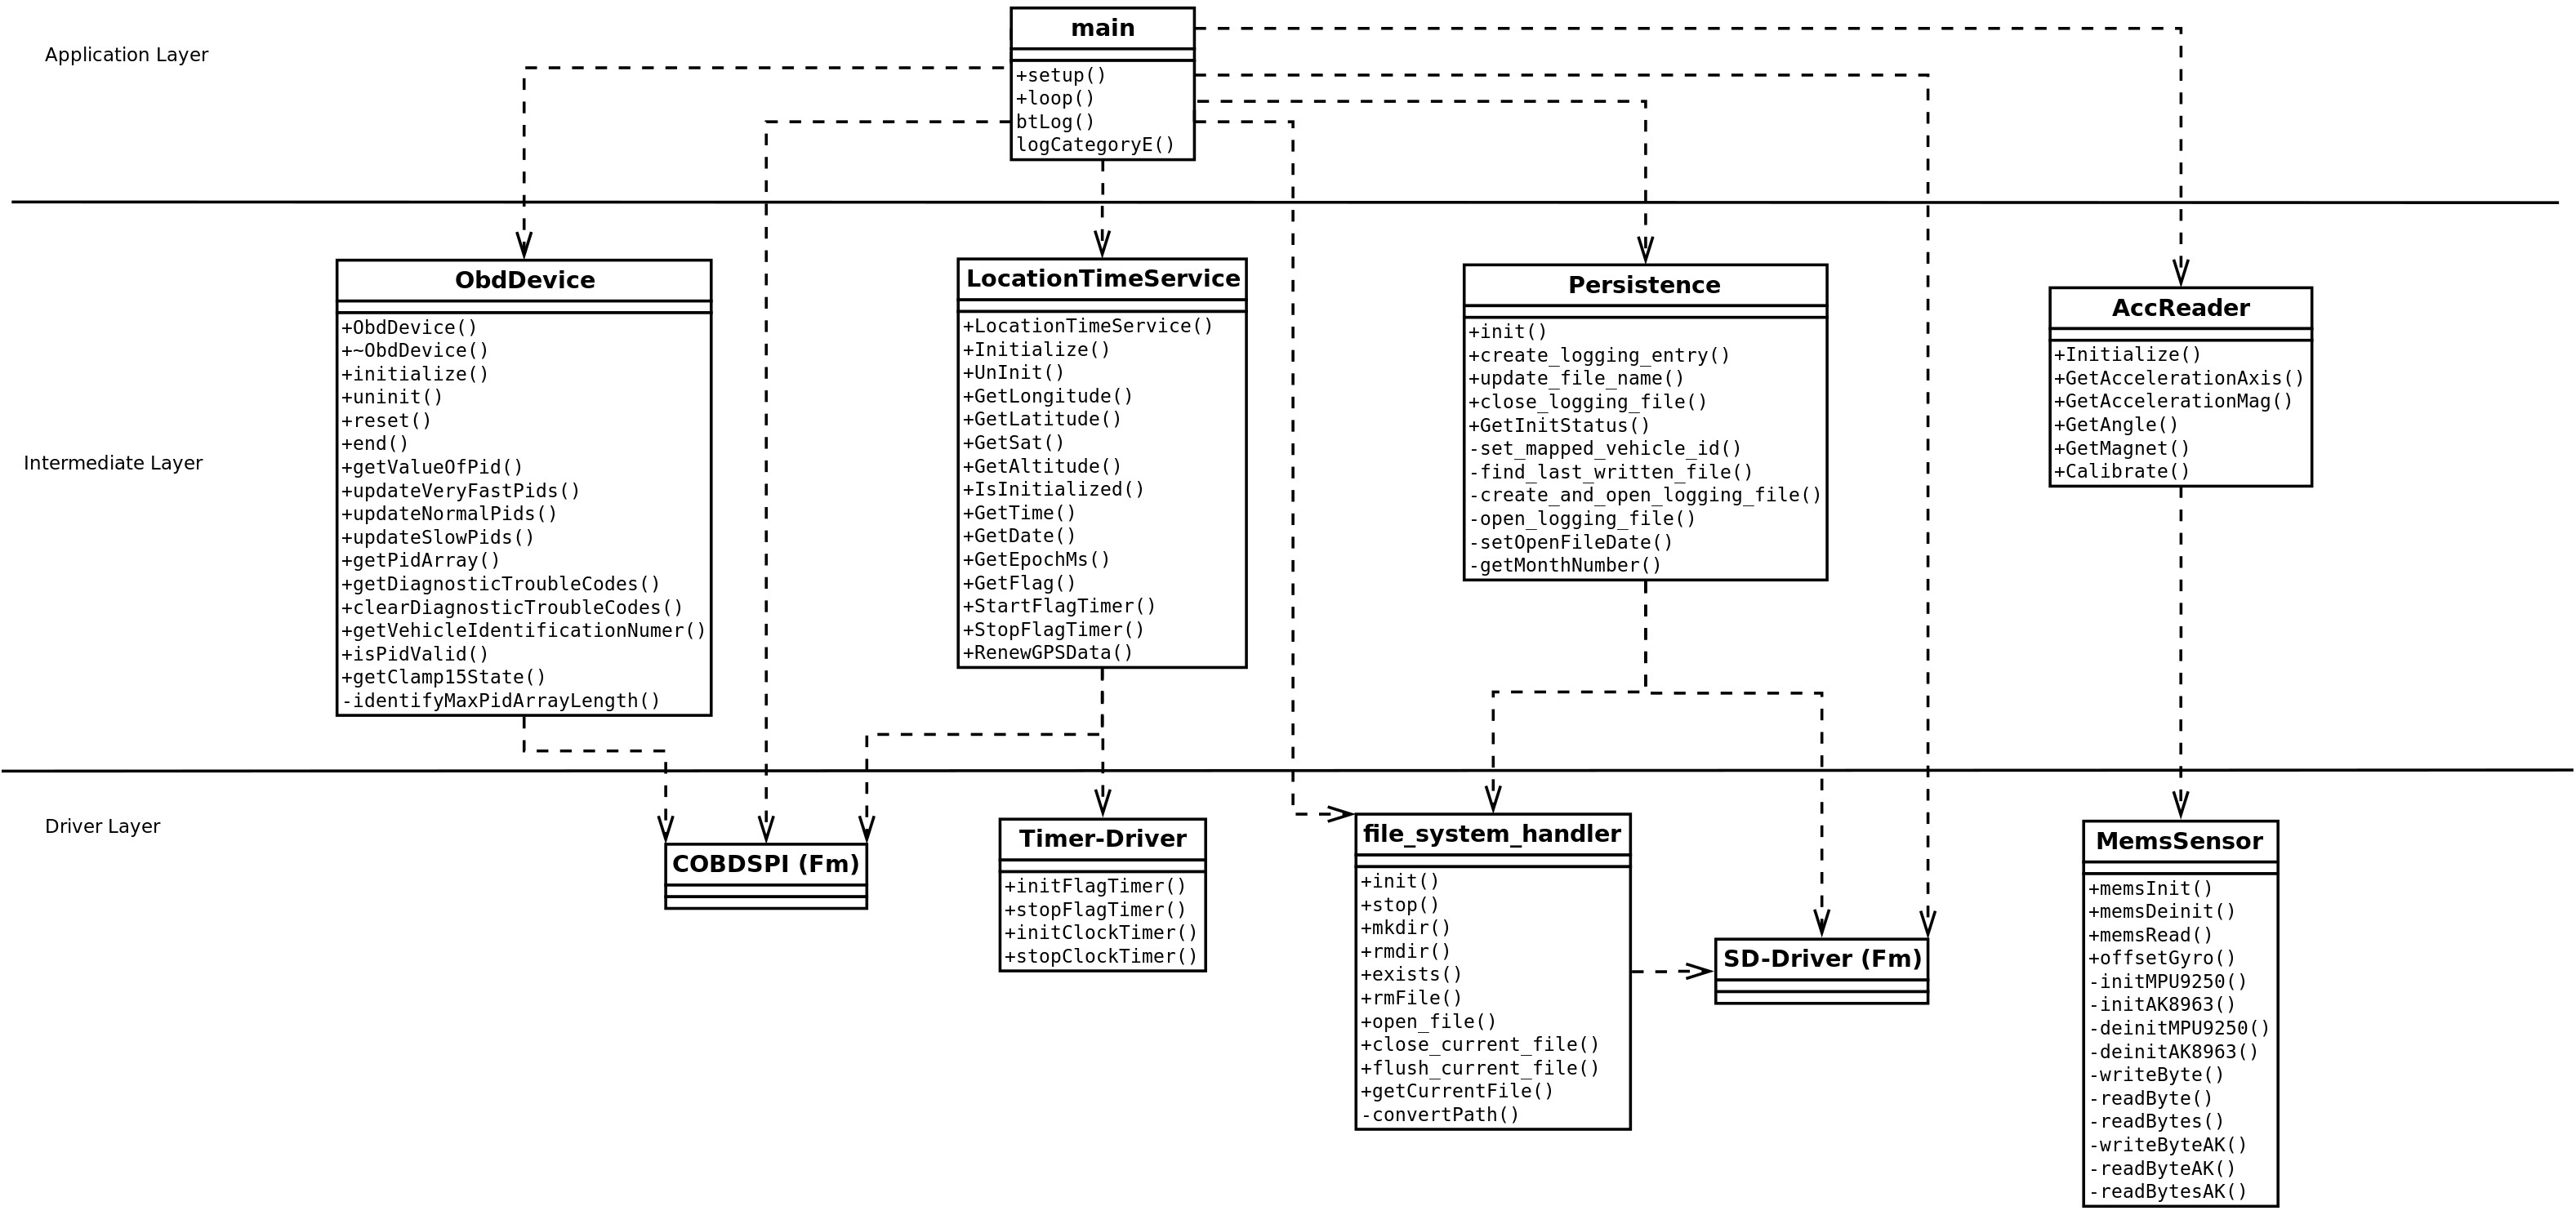 Application Layer
main
+setup()
+loop()
btLog()
logCategoryE()
Intermediate Layer
ObdDevice
+ObdDevice()
+~ObdDevice()
+initialize()
+uninit()
+reset()
+end()
+getValueOfPid()
+updateVeryFastPids()
+updateNormalPids()
+updateSlowPids()
+getPidArray()
+getDiagnosticTroubleCodes()
+clearDiagnosticTroubleCodes()
+getVehicleIdentificationNumer()
+isPidValid()
+getClamp15State()
-identifyMaxPidArrayLength()
LocationTimeService
+LocationTimeService()
+Initialize()
+UnInit()
+GetLongitude()
+GetLatitude()
+GetSat()
+GetAltitude()
+IsInitialized()
+GetTime()
+GetDate()
+GetEpochMs()
+GetFlag()
+StartFlagTimer()
+StopFlagTimer()
+RenewGPSData()
Persistence
+init()
+create_logging_entry()
+update_file_name()
+close_logging_file()
+GetInitStatus()
-set_mapped_vehicle_id()
-find_last_written_file()
-create_and_open_logging_file()
-open_logging_file()
-setOpenFileDate()
-getMonthNumber()
AccReader
+Initialize()
+GetAccelerationAxis()
+GetAccelerationMag()
+GetAngle()
+GetMagnet()
+Calibrate()
Driver Layer
COBDSPI (Fm)
Timer-Driver
+initFlagTimer()
+stopFlagTimer()
+initClockTimer()
+stopClockTimer()
file_system_handler
+init()
+stop()
+mkdir()
+rmdir()
+exists()
+rmFile()
+open_file()
+close_current_file()
+flush_current_file()
+getCurrentFile()
-convertPath()
SD-Driver (Fm)
MemsSensor
+memsInit()
+memsDeinit()
+memsRead()
+offsetGyro()
-initMPU9250()
-initAK8963()
-deinitMPU9250()
-deinitAK8963()
-writeByte()
-readByte()
-readBytes()
-writeByteAK()
-readByteAK()
-readBytesAK()